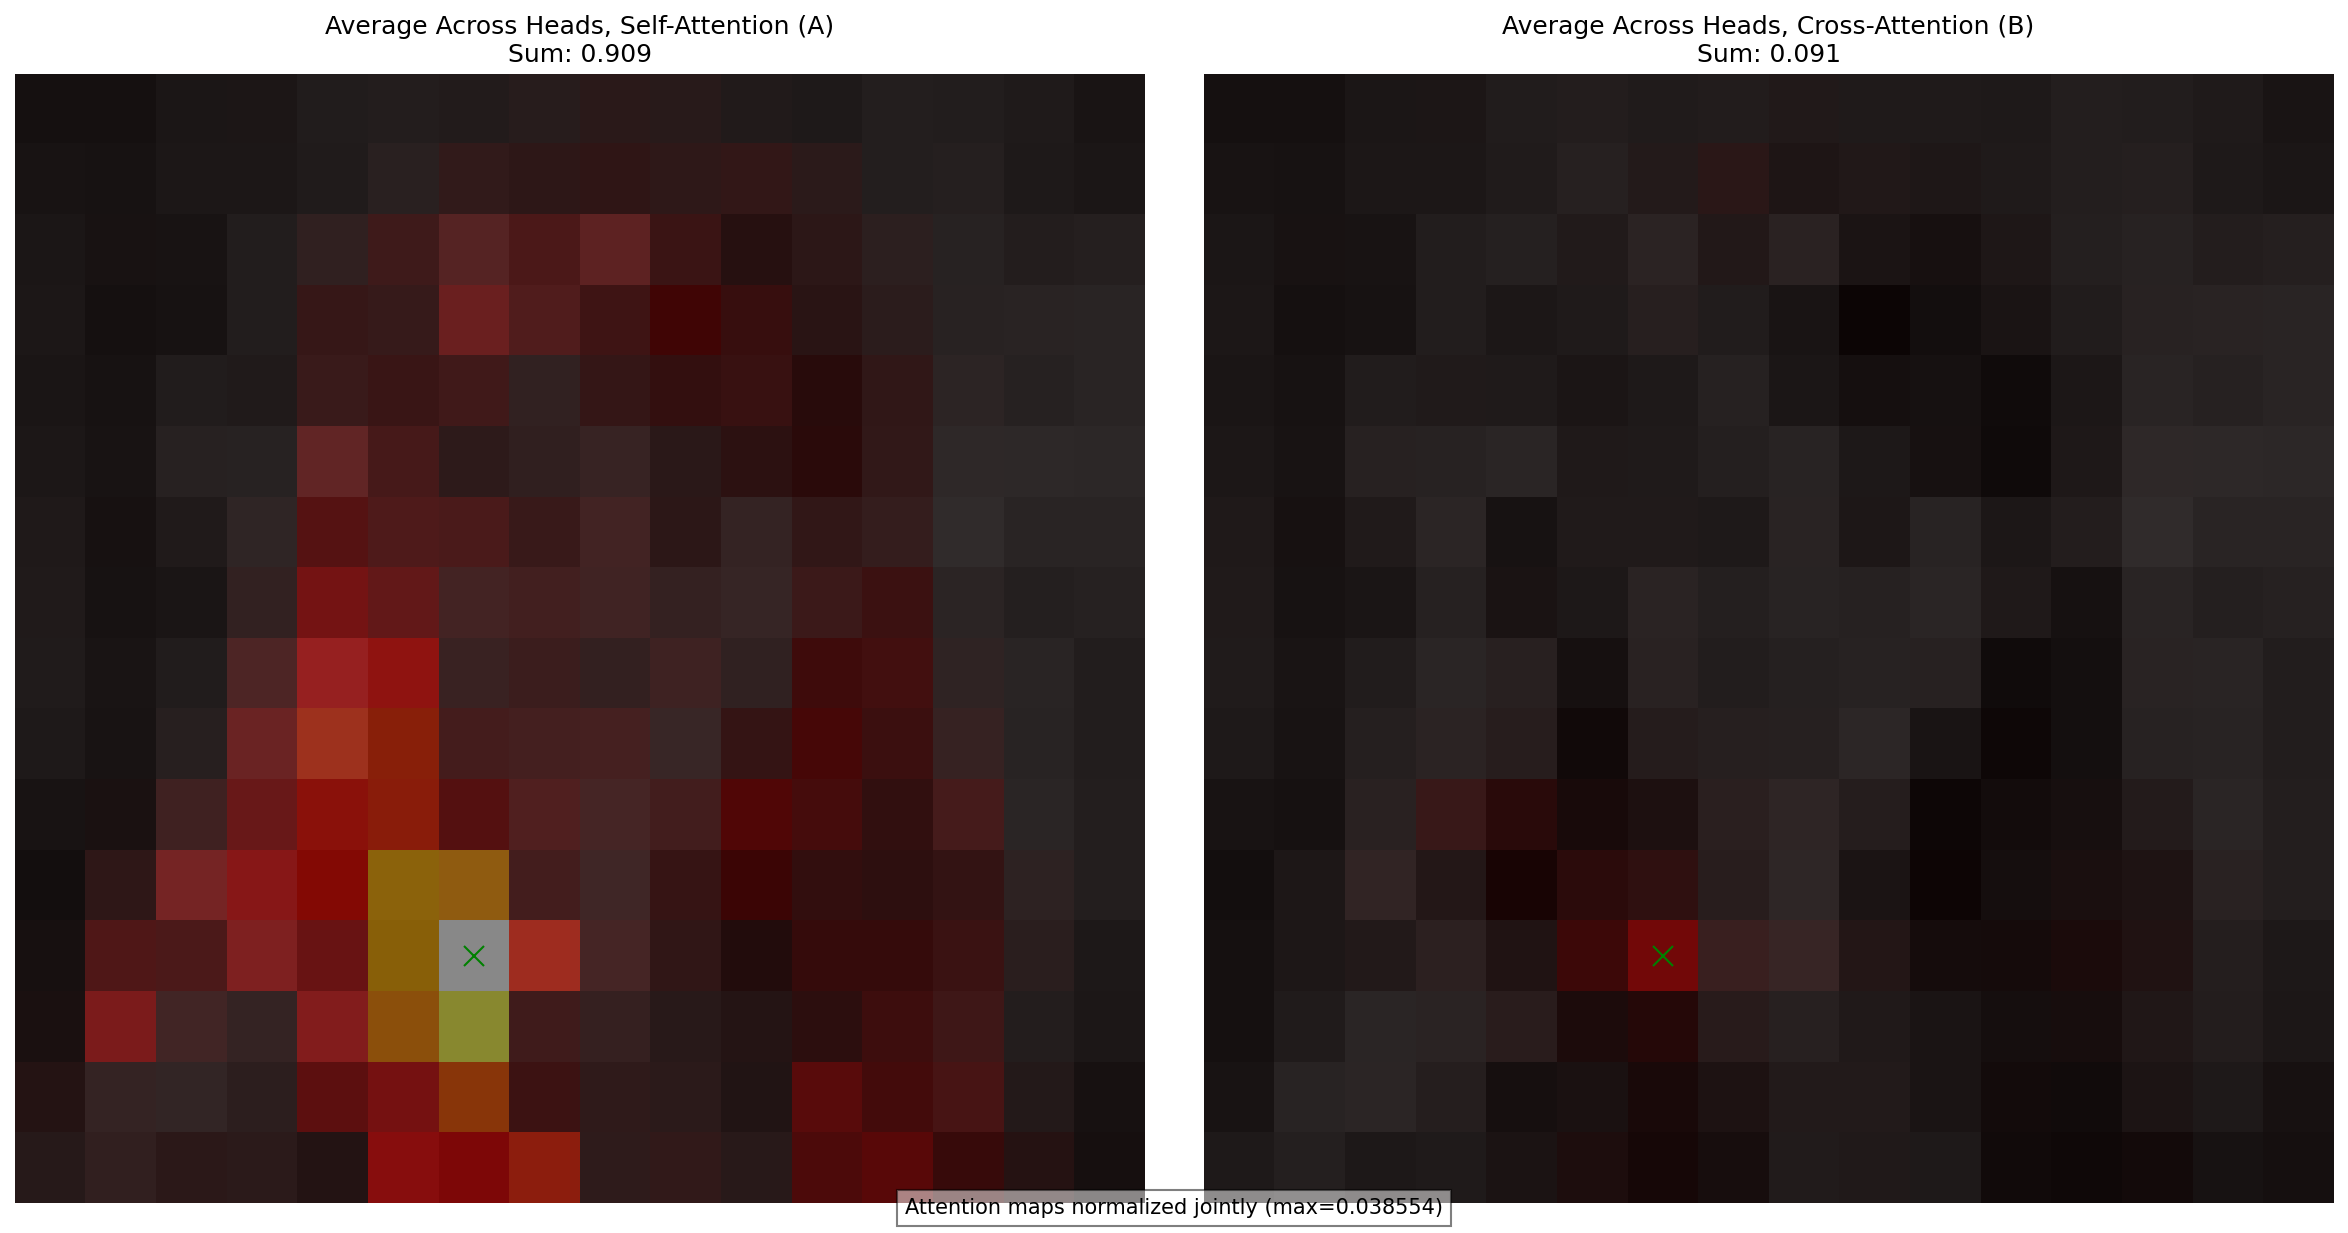 Average Across Heads, Self-Attention (A)
Sum: 0.909
Average Across Heads, Cross-Attention (B)
Sum: 0.091
Attention maps normalized jointly (max=0.038554)